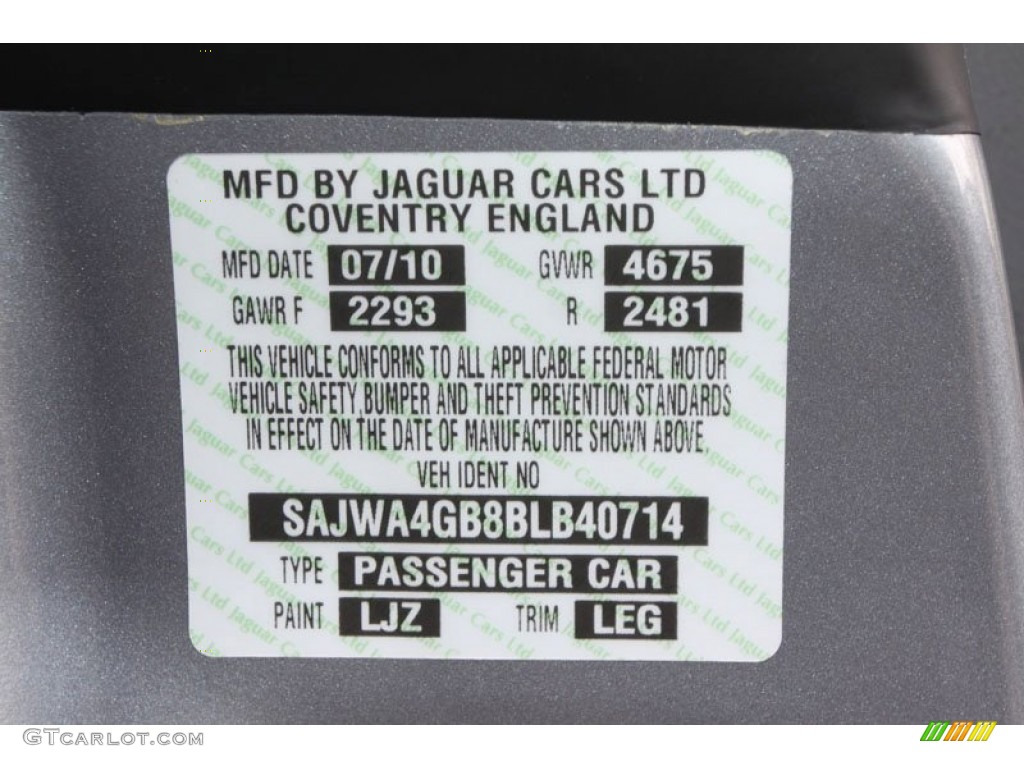 MFD BY JAGUAR CARS LTD
COVENTRY ENGLAND
MFD DATE 07/10 GVWR 4675
GAWR F 2293 R 2481
THIS VEHICLE CONFORMS TO ALL APPLICABLE FEDERAL MOTOR
VEHICLE SAFETY, BUMPER AND THEFT PREVENTION STANDARDS
IN EFFECT ON THE DATE OF MANUFACTURE SHOWN ABOVE.
VEH IDENT NO
SAJWA4GB8BLB40714
TYPE PASSENGER CAR
PAINT LJZ TRIM LEG
GTCARLOT.COM